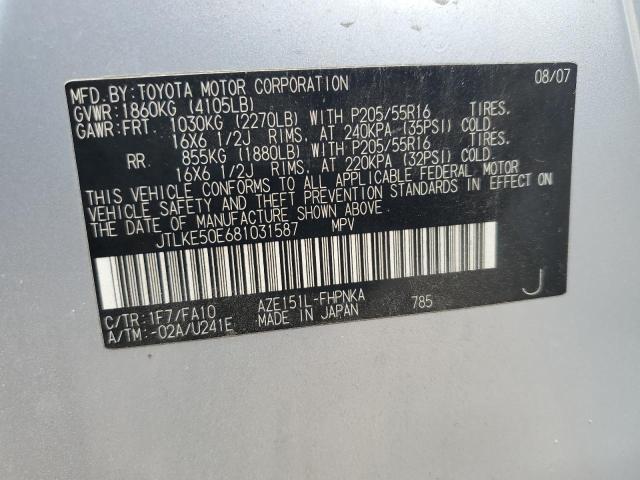 MFD. BY: TOYOTA MOTOR CORPORATION 08/07
GVWR: 1860KG (4105LB)
GAWR: FRT. 1030KG (2270LB) WITH P205/55R16 TIRES.
16X6 1/2J RIMS. AT 240KPA (35PSI) COLD.
RR. 855KG (1880LB) WITH P205/55R16 TIRES.
16X6 1/2J RIMS. AT 220KPA (32PSI) COLD.
THIS VEHICLE CONFORMS TO ALL APPLICABLE FEDERAL MOTOR
VEHICLE SAFETY AND THEFT PREVENTION STANDARDS IN EFFECT ON
THE DATE OF MANUFACTURE SHOWN ABOVE.
JTLKE50E681031587 MPV
J
C/TR: 1F7/FA10 AZE151L-FHPNKA 785
A/TM: -02A/U241E MADE IN JAPAN